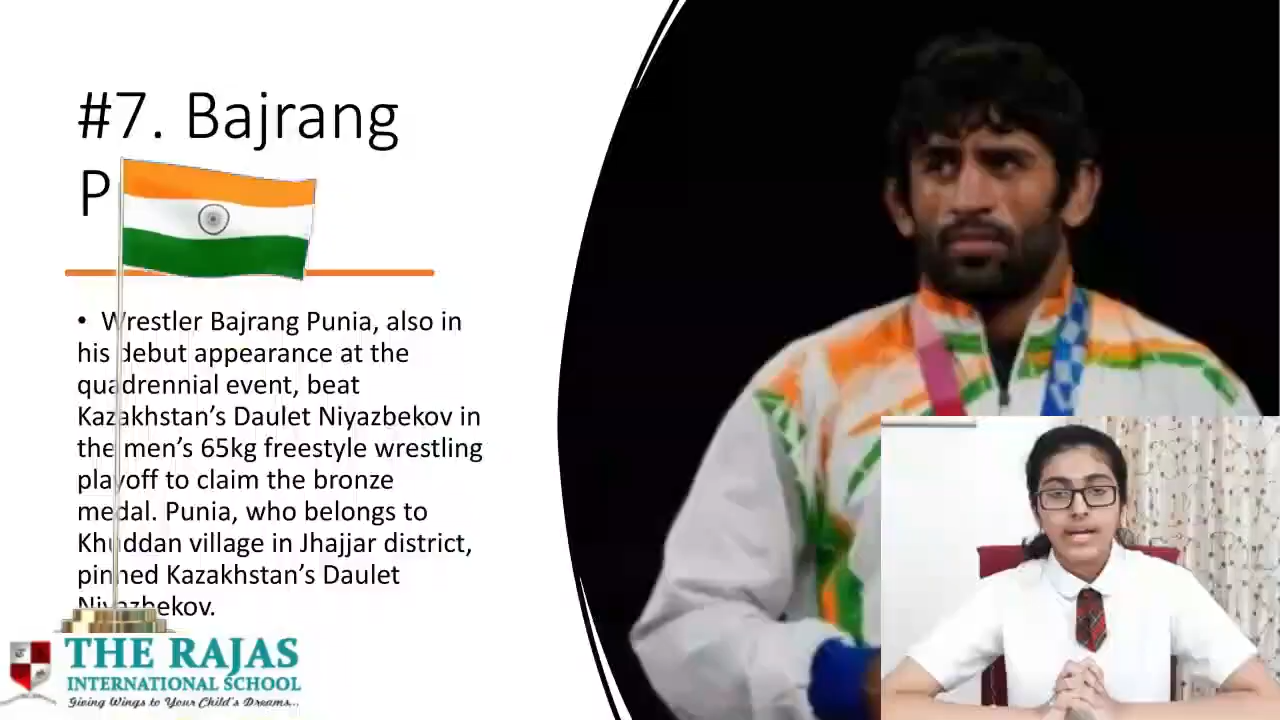 #7. Bajrang
P
• Wrestler Bajrang Punia, also in
his debut appearance at the
quadrennial event, beat
Kazakhstan’s Daulet Niyazbekov in
the men’s 65kg freestyle wrestling
playoff to claim the bronze
medal. Punia, who belongs to
Khuddan village in Jhajjar district,
pinned Kazakhstan’s Daulet
Niyazbekov.
THE RAJAS
INTERNATIONAL SCHOOL
Giving Wings to Your Child's Dreams...